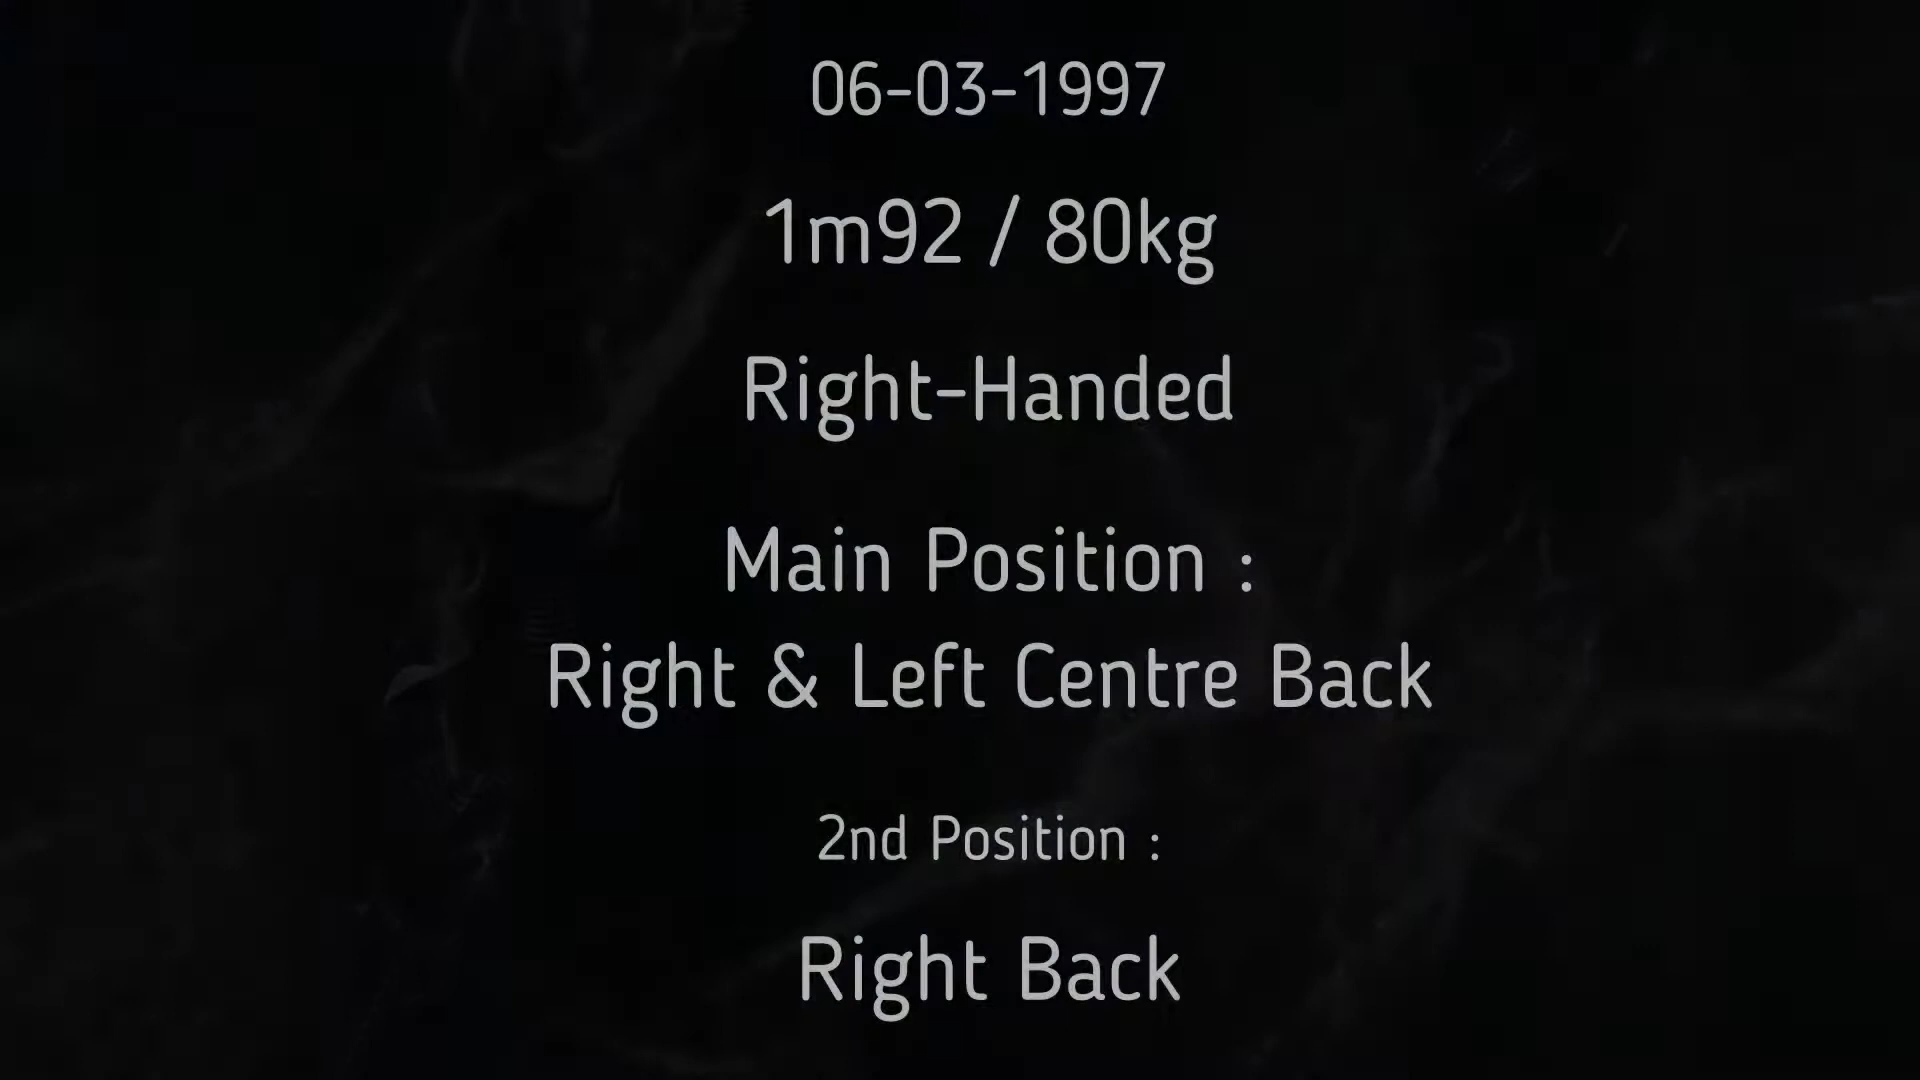 06-03-1997
1m92 / 80kg
Right-Handed
Main Position :
Right & Left Centre Back
2nd Position :
Right Back